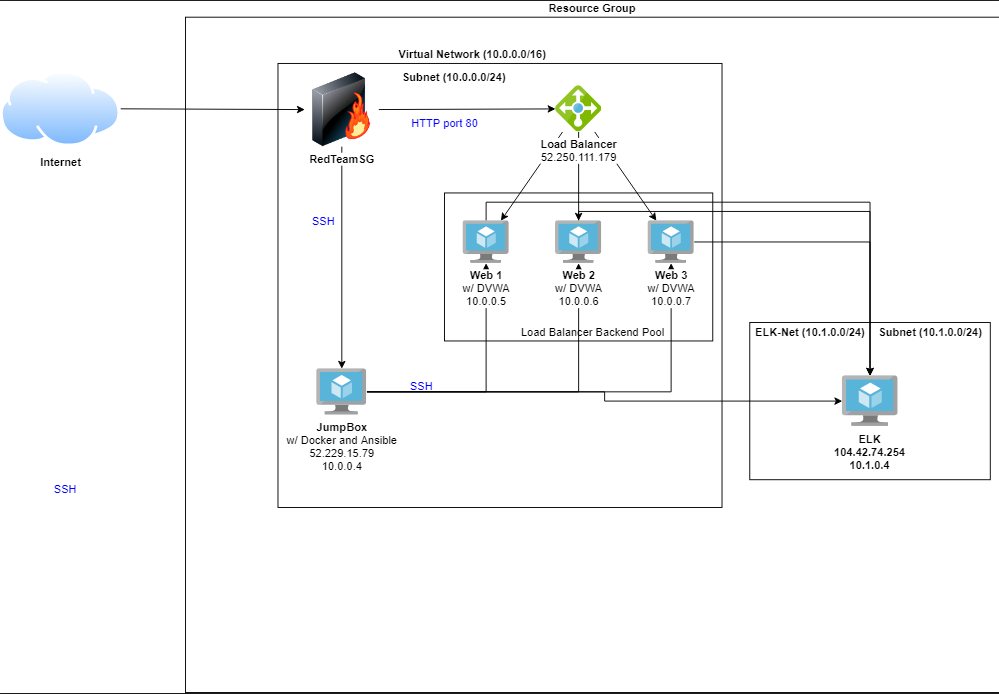 Resource Group
Virtual Network (10.0.0.0/16)
Subnet (10.0.0.0/24)
HTTP port 80
Internet
RedTeamSG
Load Balancer
52.250.111.179
SSH
Web 1
w/ DVWA
10.0.0.5
Web 2
w/ DVWA
10.0.0.6
Web 3
w/ DVWA
10.0.0.7
Load Balancer Backend Pool
ELK-Net (10.1.0.0/24)
Subnet (10.1.0.0/24)
SSH
JumpBox
w/ Docker and Ansible
52.229.15.79
10.0.0.4
ELK
104.42.74.254
10.1.0.4
SSH